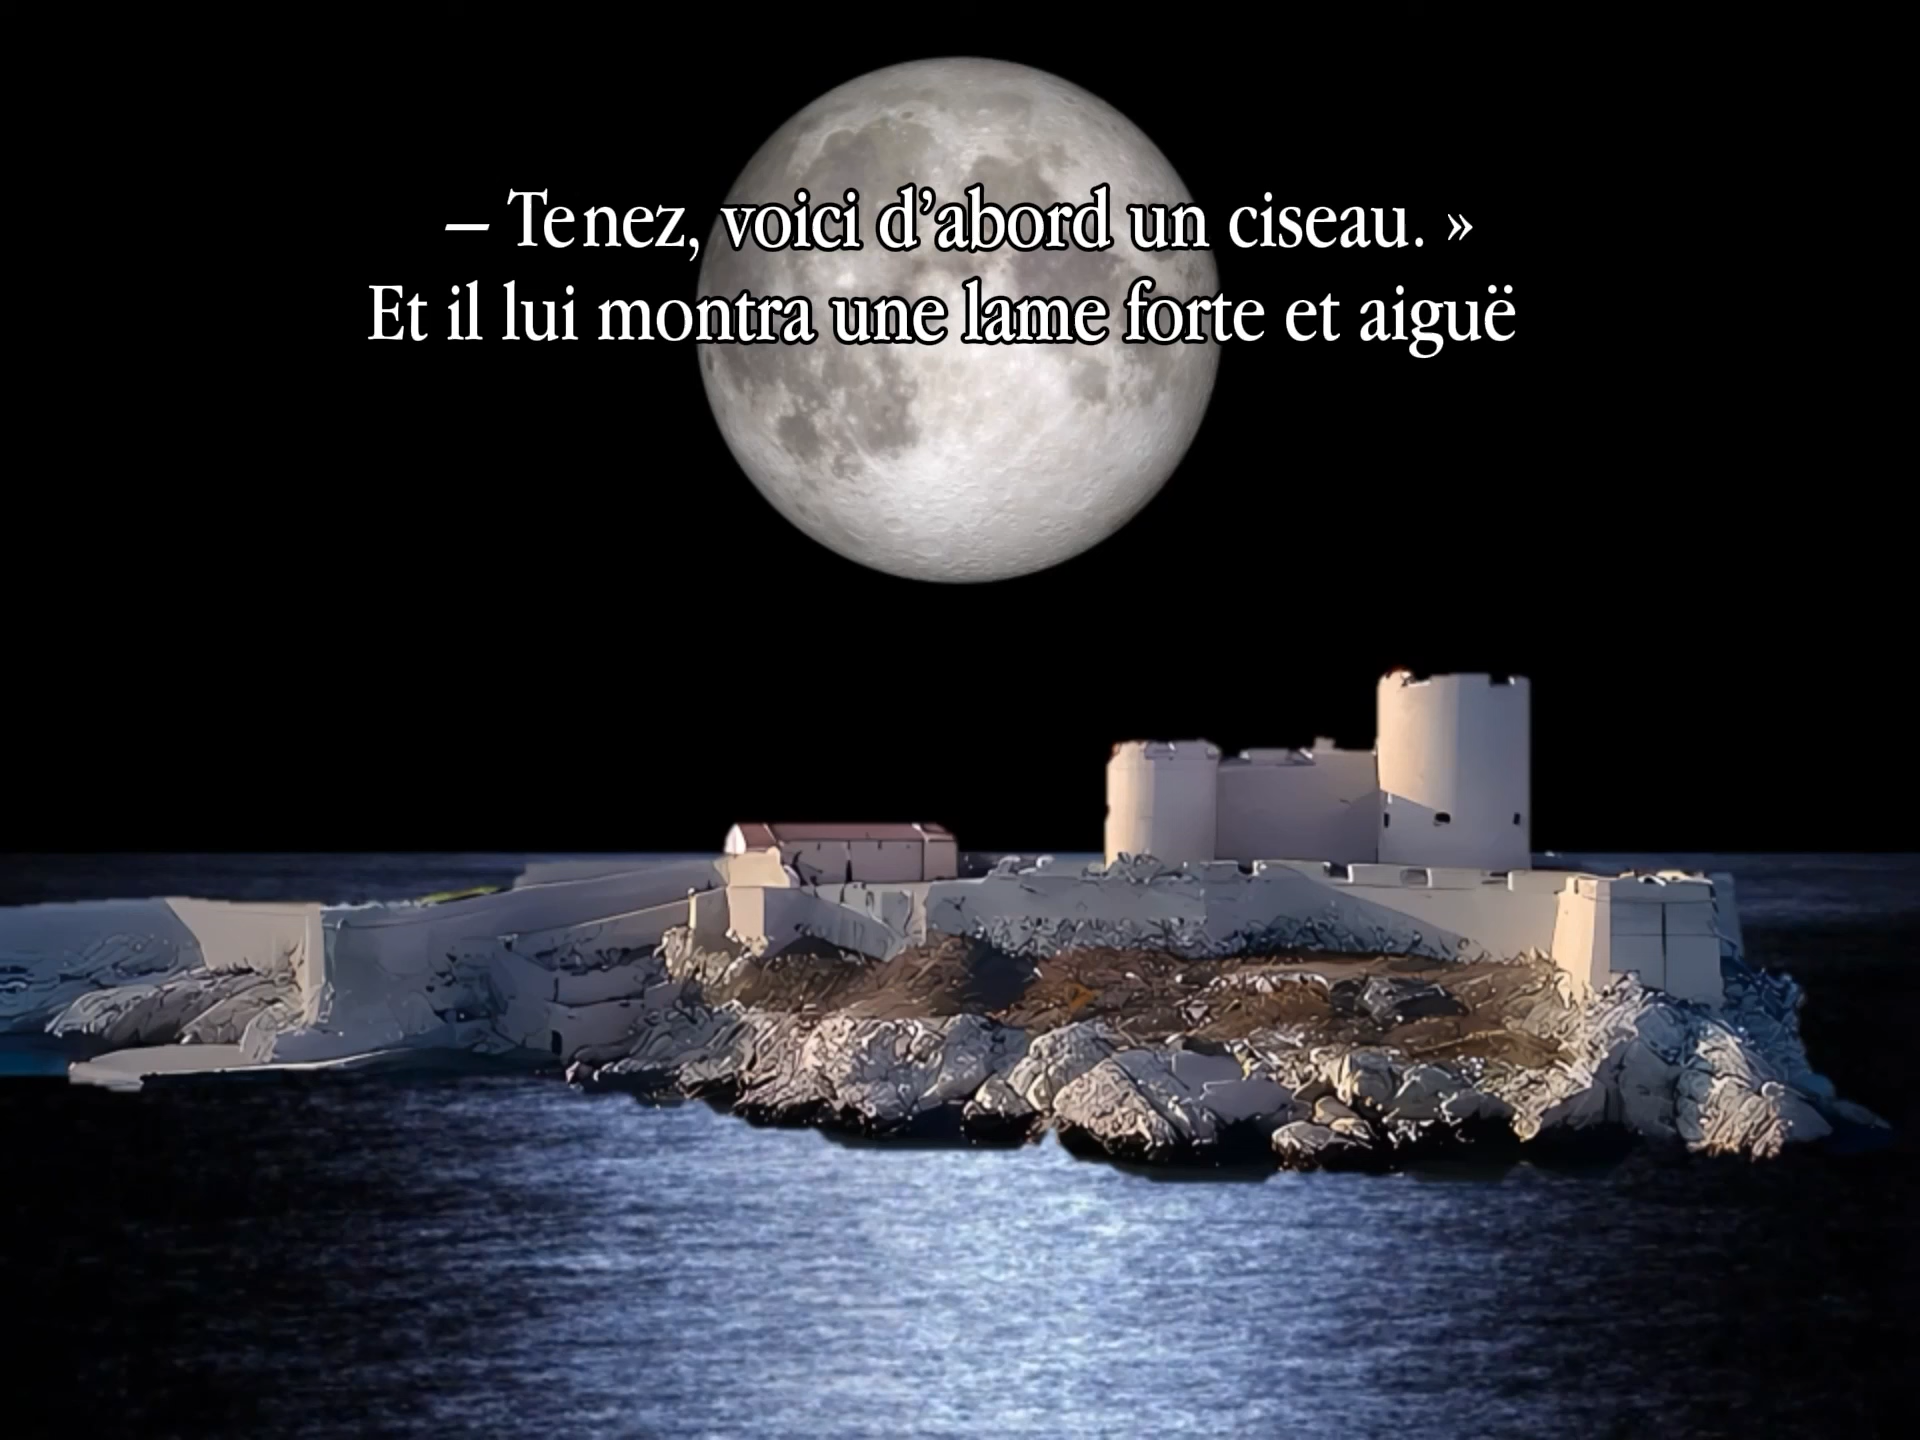 – Tenez, voici d’abord un ciseau. »
Et il lui montra une lame forte et aiguë